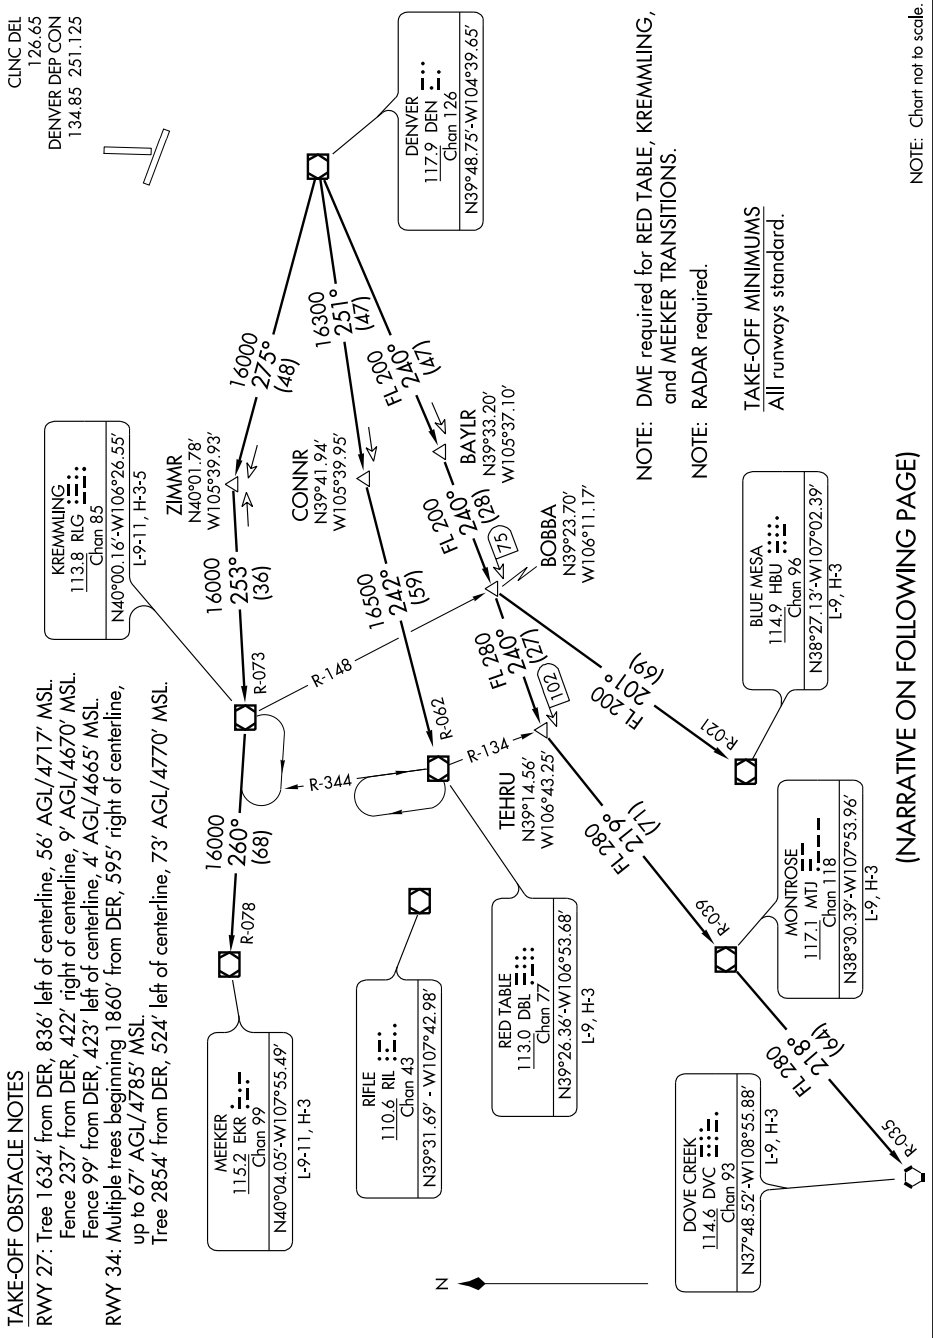 CLNC DEL
126.65
DENVER DEP CON
134.85 251.125
TAKE-OFF OBSTACLE NOTES
RWY 27: Tree 1634' from DER, 836' left of centerline, 56' AGL/4717' MSL.
Fence 237' from DER, 422' right of centerline, 9' AGL/4670' MSL.
Fence 99' from DER, 423' left of centerline, 4' AGL/4665' MSL.
RWY 34: Multiple trees beginning 1860' from DER, 595' right of centerline,
up to 67' AGL/4785' MSL.
Tree 2854' from DER, 524' left of centerline, 73' AGL/4770' MSL.
KREMMLING
113.8 RLG
Chan 85
N40°00.16'-W106°26.55'
L-9-11, H-3-5
ZIMMR
N40°01.78'
W105°39.93'
CONNR
N39°41.94'
W105°39.95'
BAYLR
N39°33.20'
W105°37.10'
BOBBA
N39°23.70'
W106°11.17'
TEHRU
N39°14.56'
W106°43.25'
DENVER
117.9 DEN
Chan 126
N39°48.75'-W104°39.65'
16000
275°
(48)
16300
251°
(47)
FL 200
240°
(47)
16000
253°
(36)
16500
242°
(59)
FL 200
240°
(28)
75
R-073
R-148
R-062
R-344
R-134
FL 280
240°
(27)
102
16000
260°
(68)
R-078
FL 200
201°
(69)
R-021
FL 280
219°
(71)
R-039
FL 280
218°
(64)
R-035
MEEKER
115.2 EKR
Chan 99
N40°04.05'-W107°55.49'
L-9-11, H-3
RIFLE
110.6 RIL
Chan 43
N39°31.69' - W107°42.98'
RED TABLE
113.0 DBL
Chan 77
N39°26.36'-W106°53.68'
L-9, H-3
BLUE MESA
114.9 HBU
Chan 96
N38°27.13'-W107°02.39'
L-9, H-3
MONTROSE
117.1 MTJ
Chan 118
N38°30.39'-W107°53.96'
L-9, H-3
DOVE CREEK
114.6 DVC
Chan 93
N37°48.52'-W108°55.88'
L-9, H-3
N
NOTE: DME required for RED TABLE, KREMMLING,
and MEEKER TRANSITIONS.
NOTE: RADAR required.
TAKE-OFF MINIMUMS
All runways standard.
(NARRATIVE ON FOLLOWING PAGE)
NOTE: Chart not to scale.